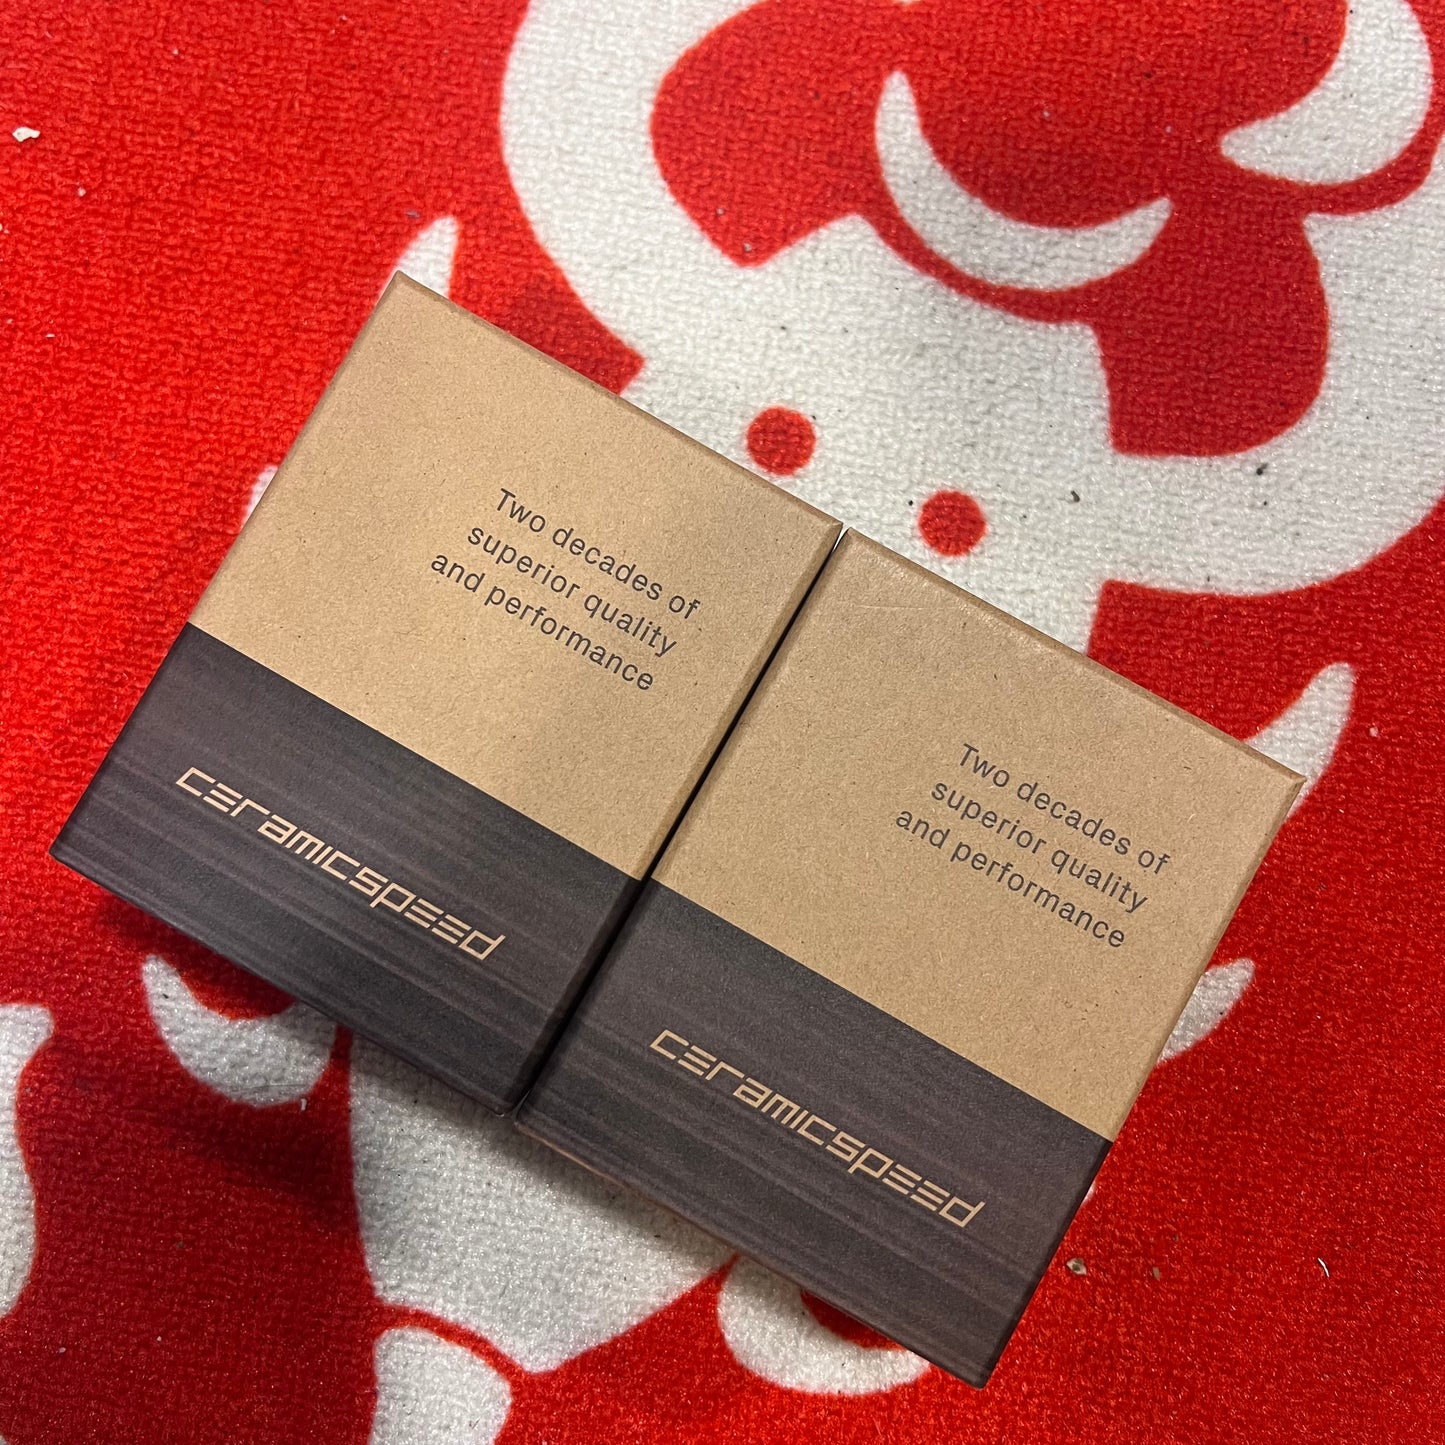 Two decades of
superior quality
and performance
ceramicspeed
Two decades of
superior quality
and performance
ceramicspeed